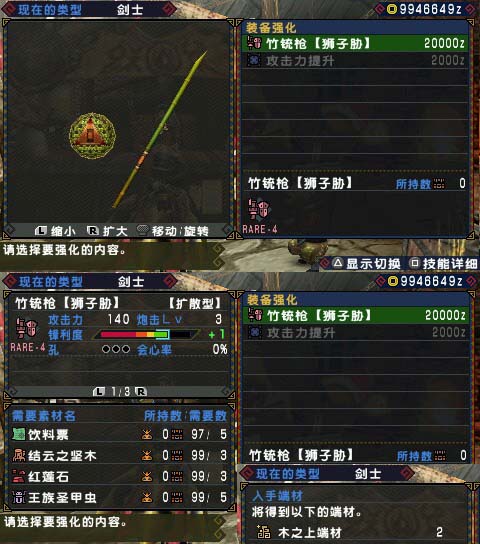 现在的类型 剑士
9946649z
装备强化
竹铳枪【狮子胁】 20000z
攻击力提升 2000z
竹铳枪【狮子胁】 所持数 0
RARE-4
L缩小 R扩大 移动/旋转
请选择要强化的内容。
△显示切换 □技能详细
现在的类型 剑士
9946649z
竹铳枪【狮子胁】 【扩散型】
攻击力 140 炮击Lv 3
锋利度 +1
RARE-4
孔 ○○○ 会心率 0%
L 1/3 R
装备强化
竹铳枪【狮子胁】 20000z
攻击力提升 2000z
竹铳枪【狮子胁】 所持数 0
需要素材名 所持数/需要数
饮料票 0 97/ 5
结云之坚木 0 99/ 3
红莲石 0 99/ 3
王族圣甲虫 0 99/ 5
请选择要强化的内容。
现在的类型 剑士
入手端材
将得到以下的端材。
木之上端材 2